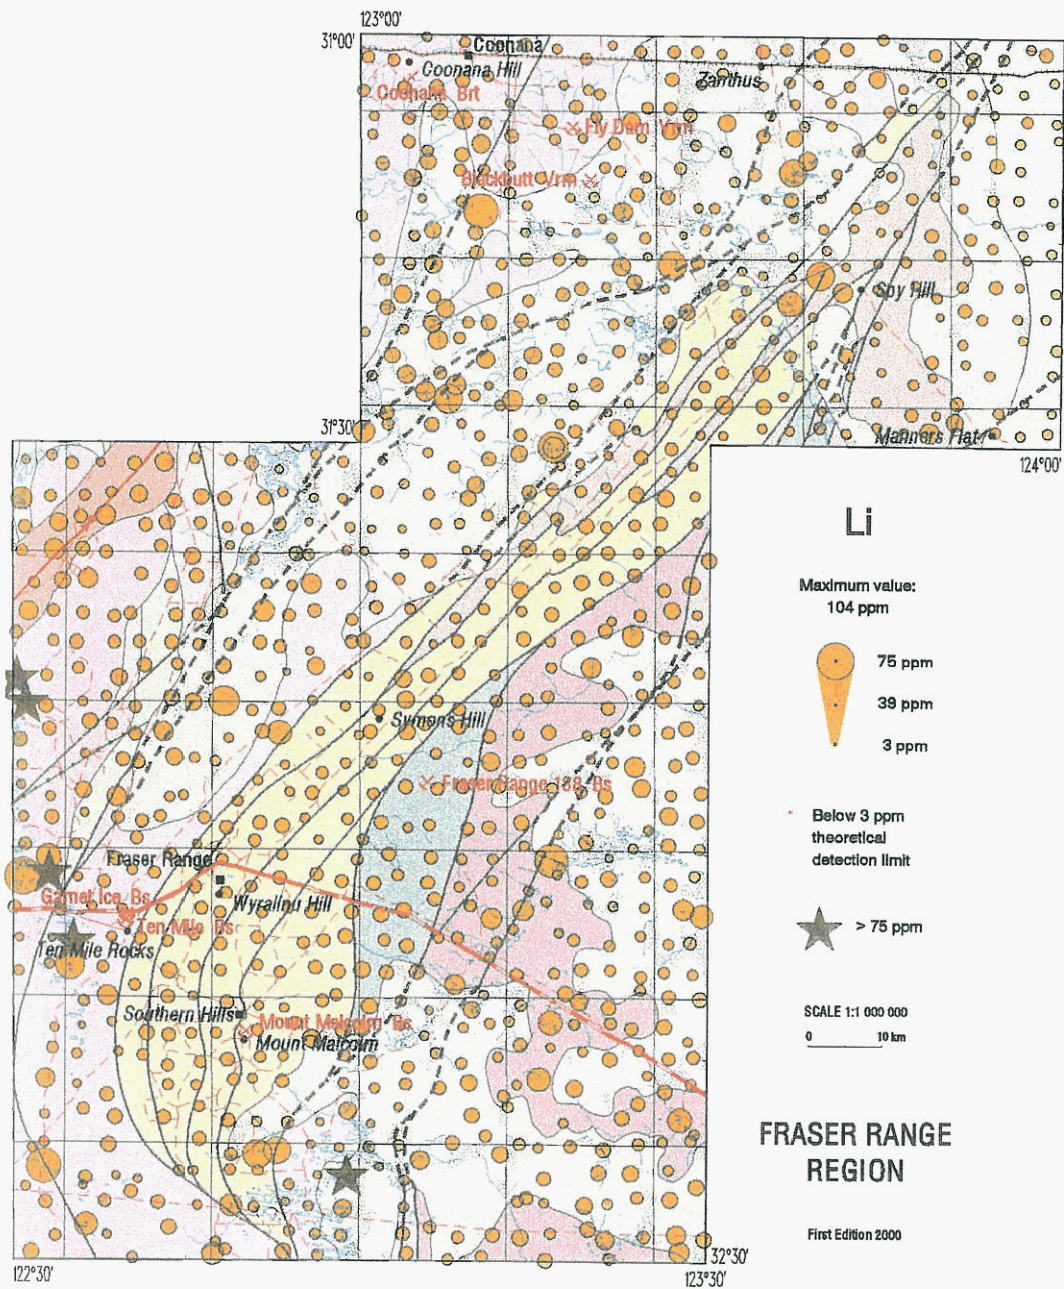 123°00'
31°00'
Coonana
Coonana Hill
Coonana Brt
Zanthus
Fly Dam Vrm
Blackbutt Vrm
Spy Hill
31°30'
Manners Flat
124°00'
Li
Maximum value:
104 ppm
75 ppm
39 ppm
3 ppm
Symons Hill
Fraser Range 138 Bs
Below 3 ppm
theoretical
detection limit
Fraser Range
Garnet Ice Bs
Wyralinu Hill
Ten Mile Bs
Ten Mile Rocks
> 75 ppm
Southern Hills
Mount Malcolm Bs
Mount Malcolm
SCALE 1:1 000 000
0 10 km
FRASER RANGE
REGION
First Edition 2000
32°30'
122°30'
123°30'